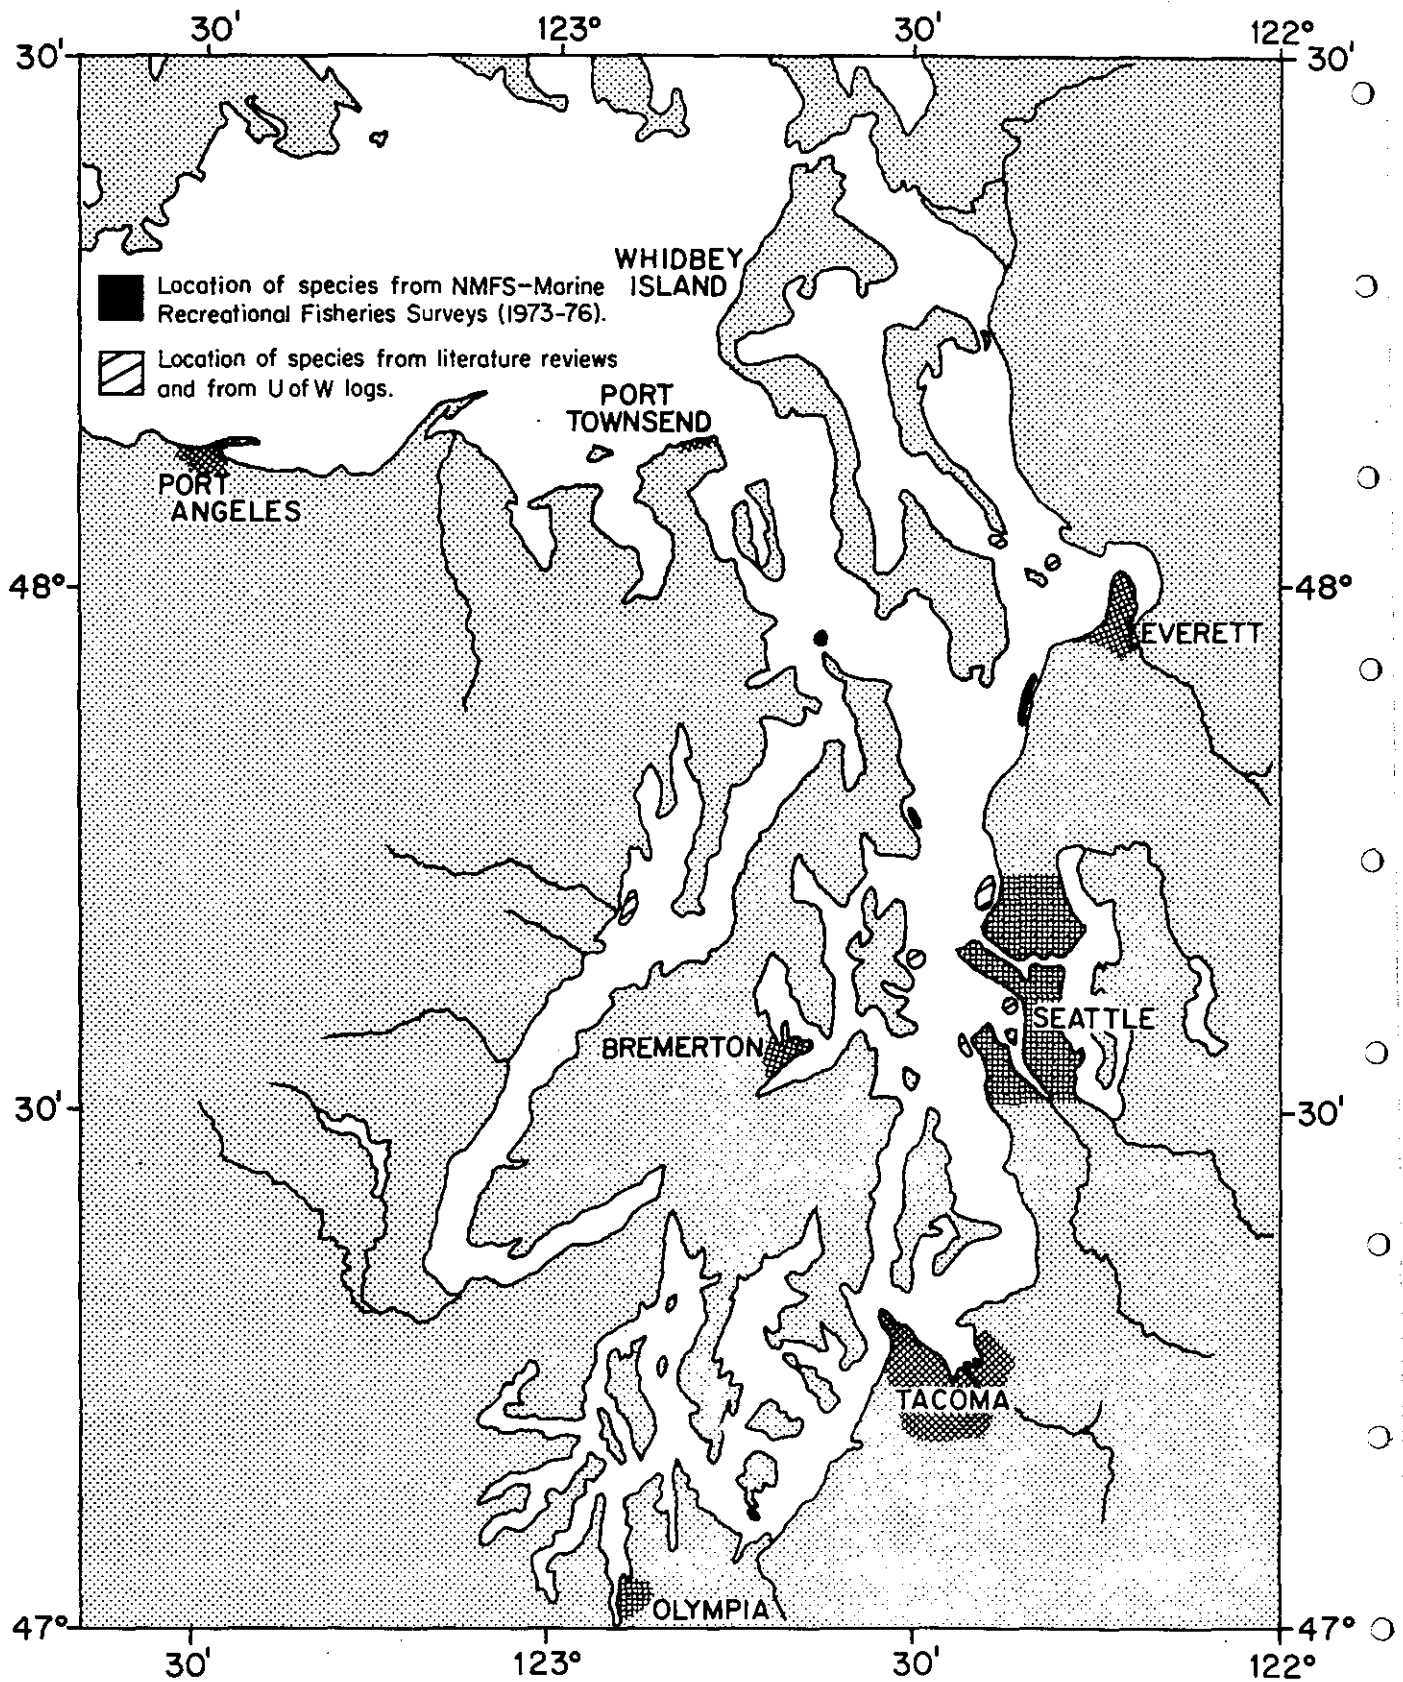 30' 123° 30' 122°
30' 30'
WHIDBEY
ISLAND
Location of species from NMFS-Marine
Recreational Fisheries Surveys (1973-76).
Location of species from literature reviews
and from U of W logs.
PORT
TOWNSEND
PORT
ANGELES
48° 48°
EVERETT
SEATTLE
BREMERTON
30' 30'
TACOMA
OLYMPIA
47° 47°
30' 123° 30' 122°